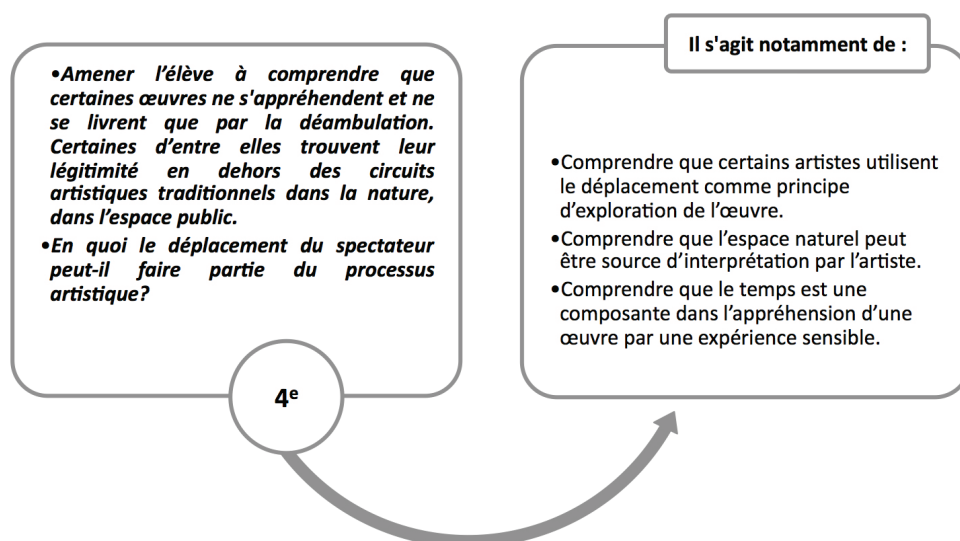 •Amener l'élève à comprendre que
certaines œuvres ne s'appréhendent et ne
se livrent que par la déambulation.
Certaines d'entre elles trouvent leur
légitimité en dehors des circuits
artistiques traditionnels dans la nature,
dans l'espace public.
•En quoi le déplacement du spectateur
peut-il faire partie du processus
artistique?
4e
Il s'agit notamment de :
•Comprendre que certains artistes utilisent
le déplacement comme principe
d'exploration de l'œuvre.
•Comprendre que l'espace naturel peut
être source d'interprétation par l'artiste.
•Comprendre que le temps est une
composante dans l'appréhension d'une
œuvre par une expérience sensible.